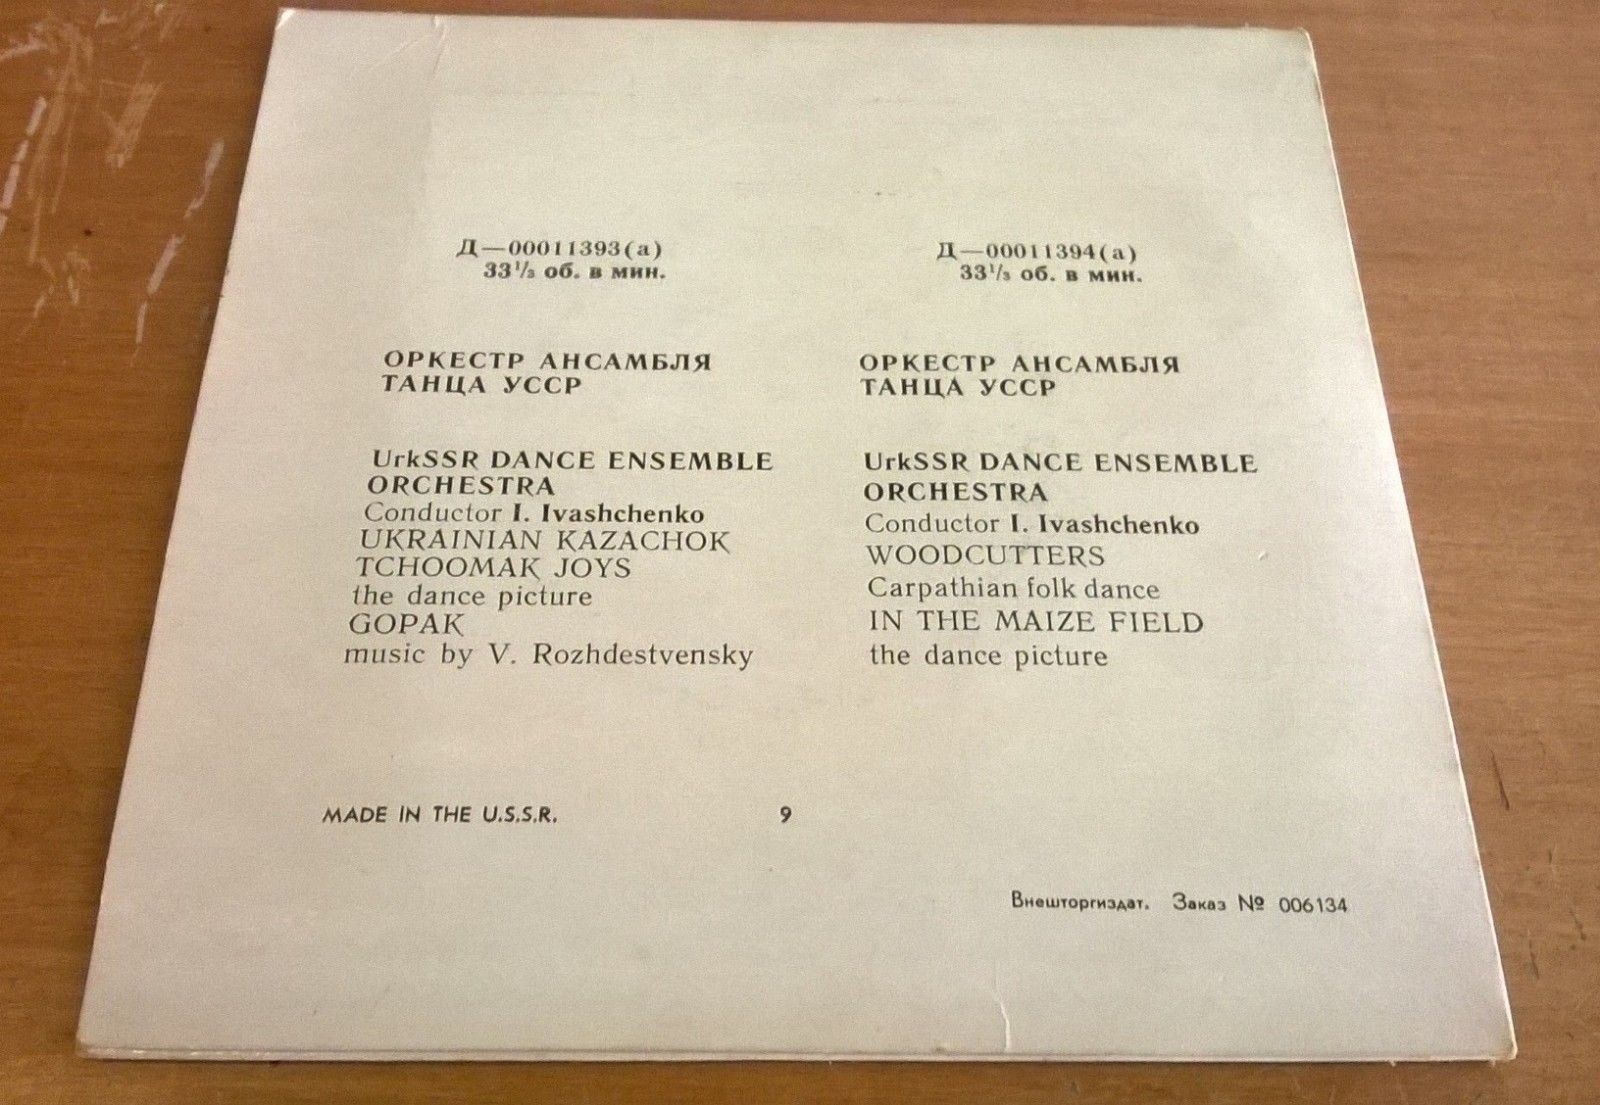 Д—00011393(а)
33⅓ об. в мин.
ОРКЕСТР АНСАМБЛЯ
ТАНЦА УССР
UrkSSR DANCE ENSEMBLE
ORCHESTRA
Conductor I. Ivashchenko
UKRAINIAN KAZACHOK
TCHOOMAK JOYS
the dance picture
GOPAK
music by V. Rozhdestvensky
Д—00011394(а)
33⅓ об. в мин.
ОРКЕСТР АНСАМБЛЯ
ТАНЦА УССР
UrkSSR DANCE ENSEMBLE
ORCHESTRA
Conductor I. Ivashchenko
WOODCUTTERS
Carpathian folk dance
IN THE MAIZE FIELD
the dance picture
MADE IN THE U.S.S.R.
9
Внешторгиздат. Заказ № 006134